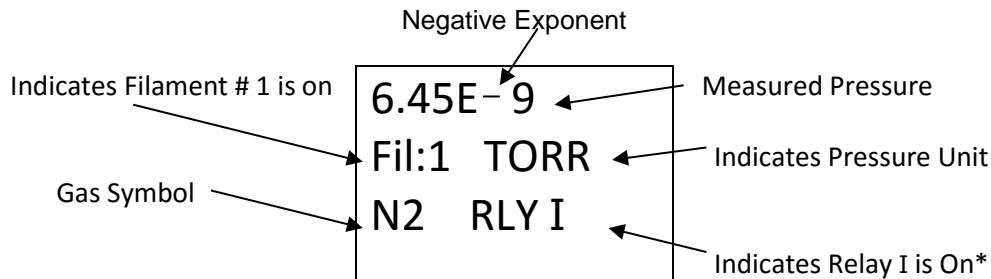 Negative Exponent
Indicates Filament # 1 is on
6.45E – 9
Measured Pressure
Fil:1 TORR
Indicates Pressure Unit
Gas Symbol
N2 RLY I
Indicates Relay I is On*